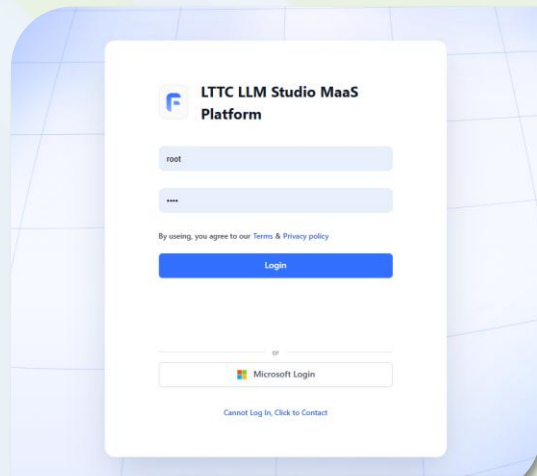 LTTC LLM Studio MaaS
Platform
root
••••
By useing, you agree to our Terms & Privacy policy
Login
or
Microsoft Login
Cannot Log In, Click to Contact